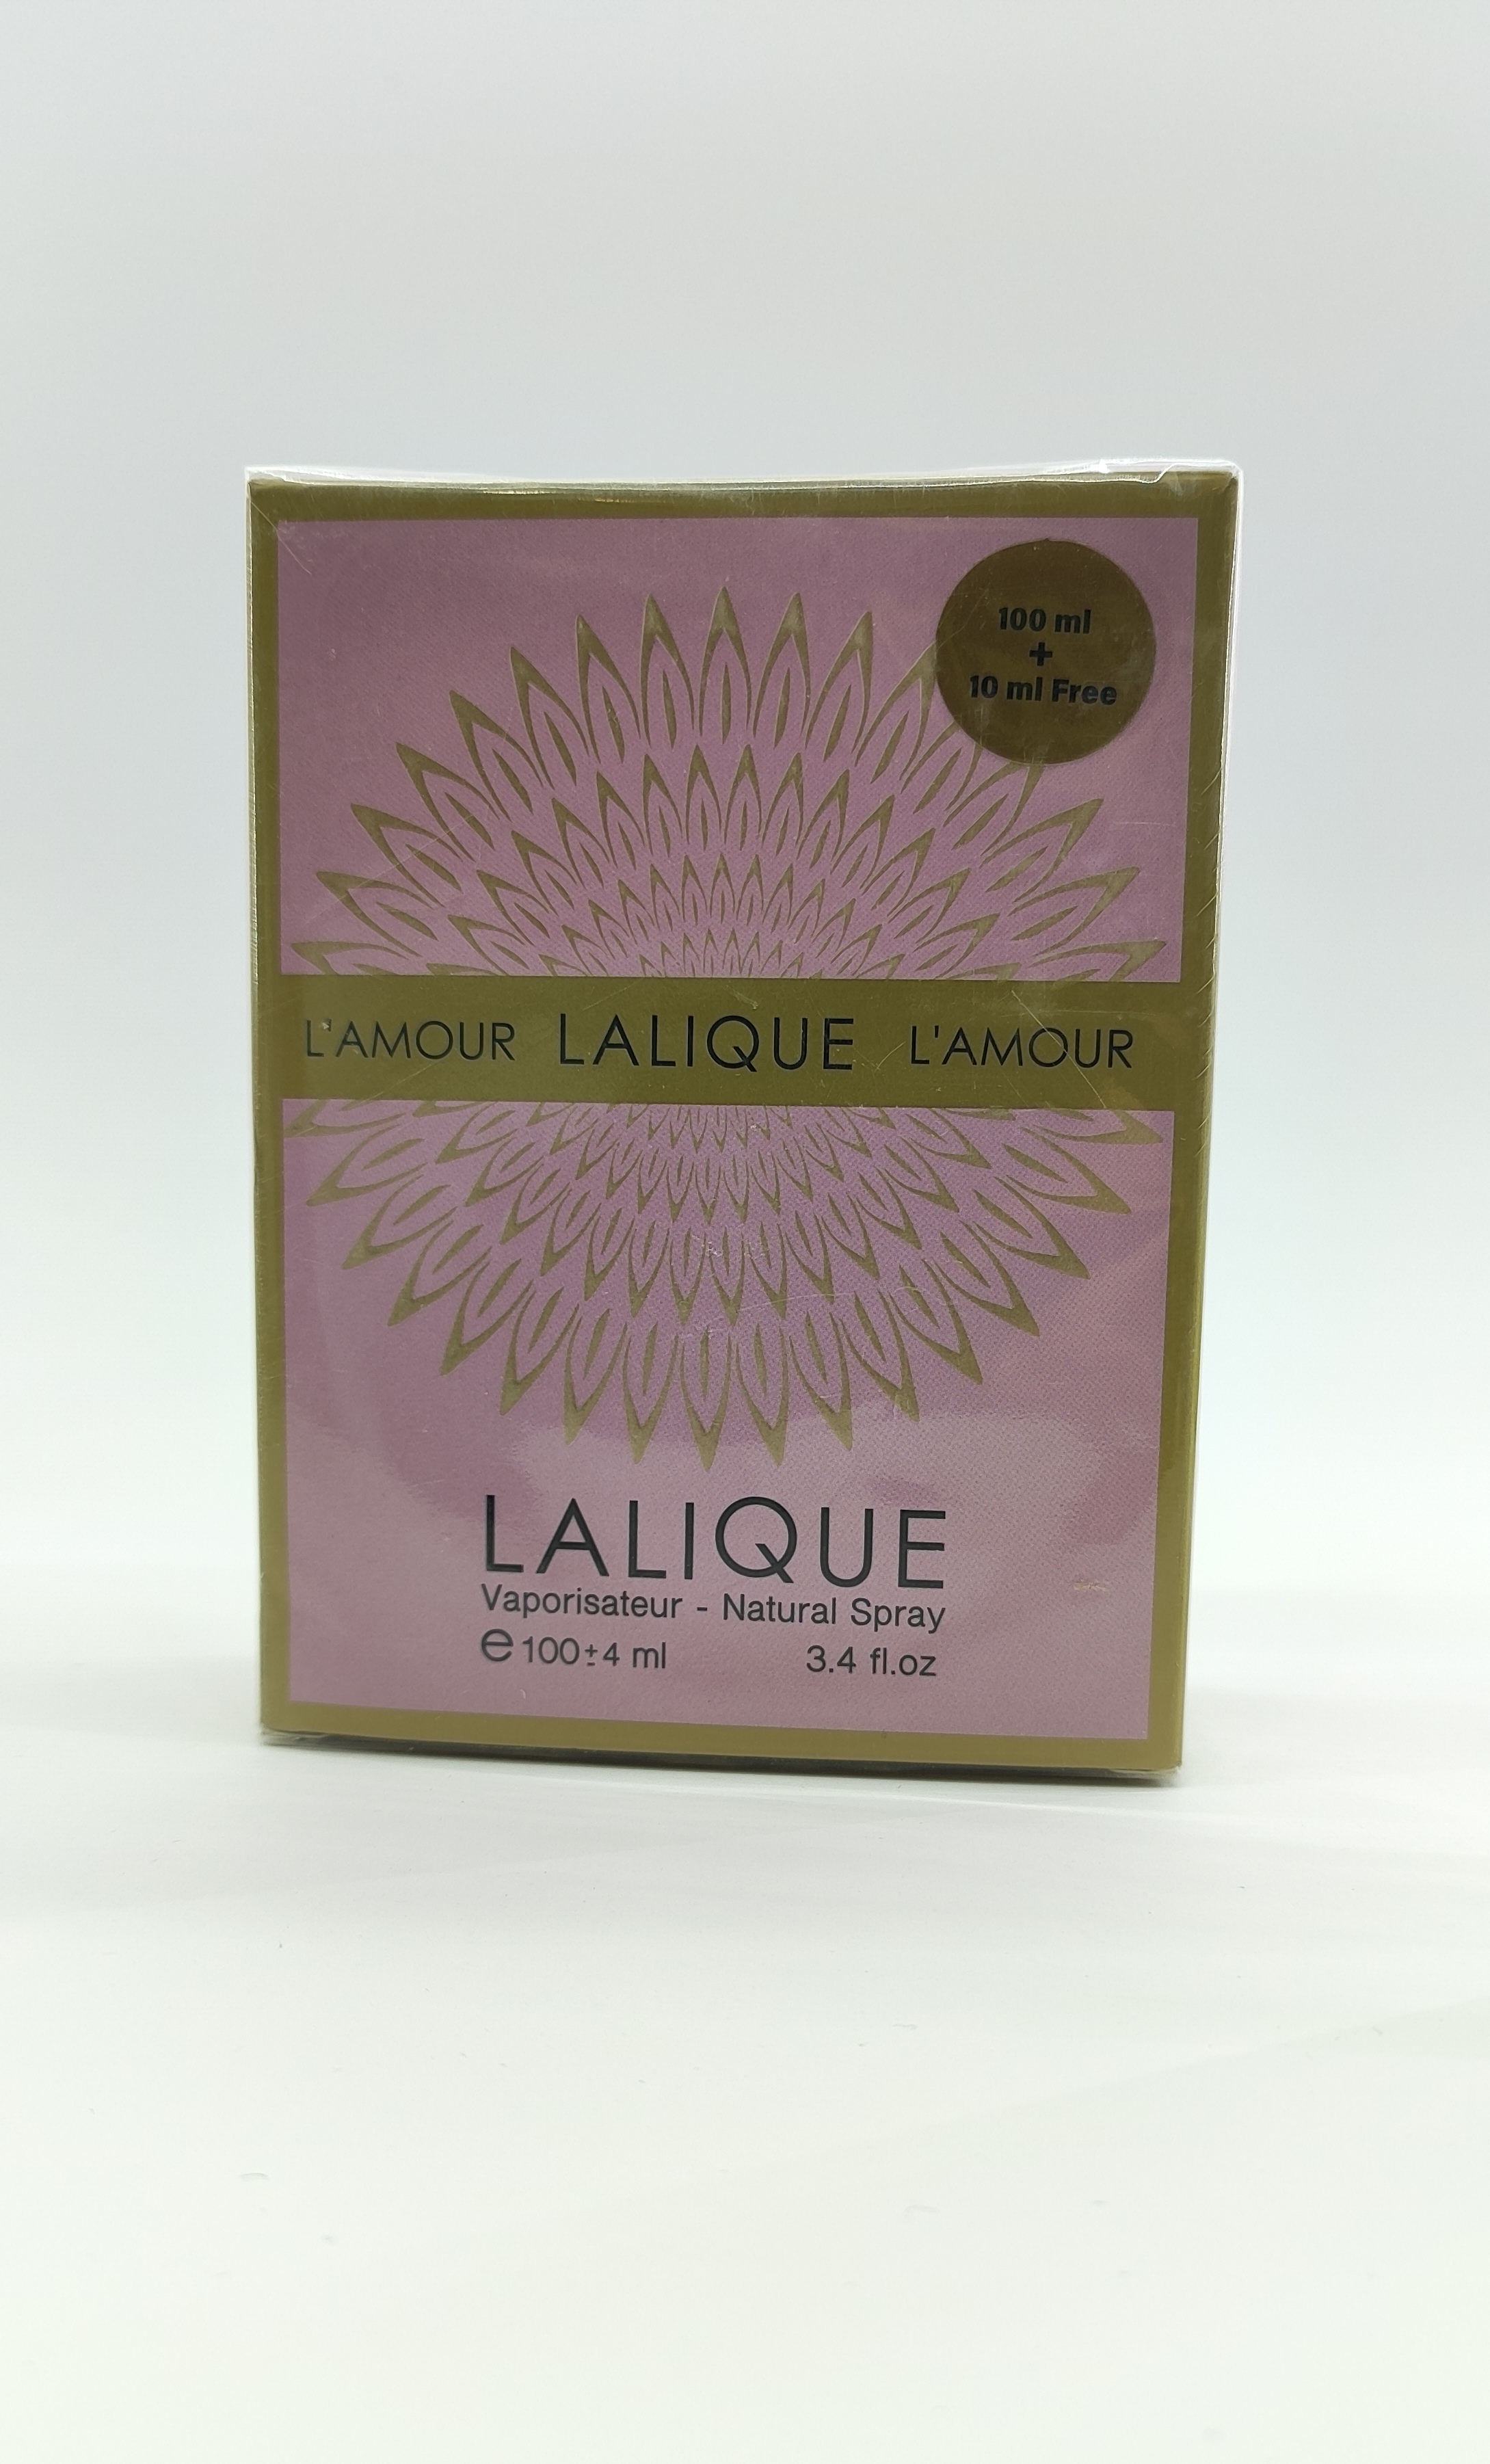 100 ml
+
10 ml Free
L'AMOUR LALIQUE L'AMOUR
LALIQUE
Vaporisateur - Natural Spray
e 100±4 ml 3.4 fl.oz